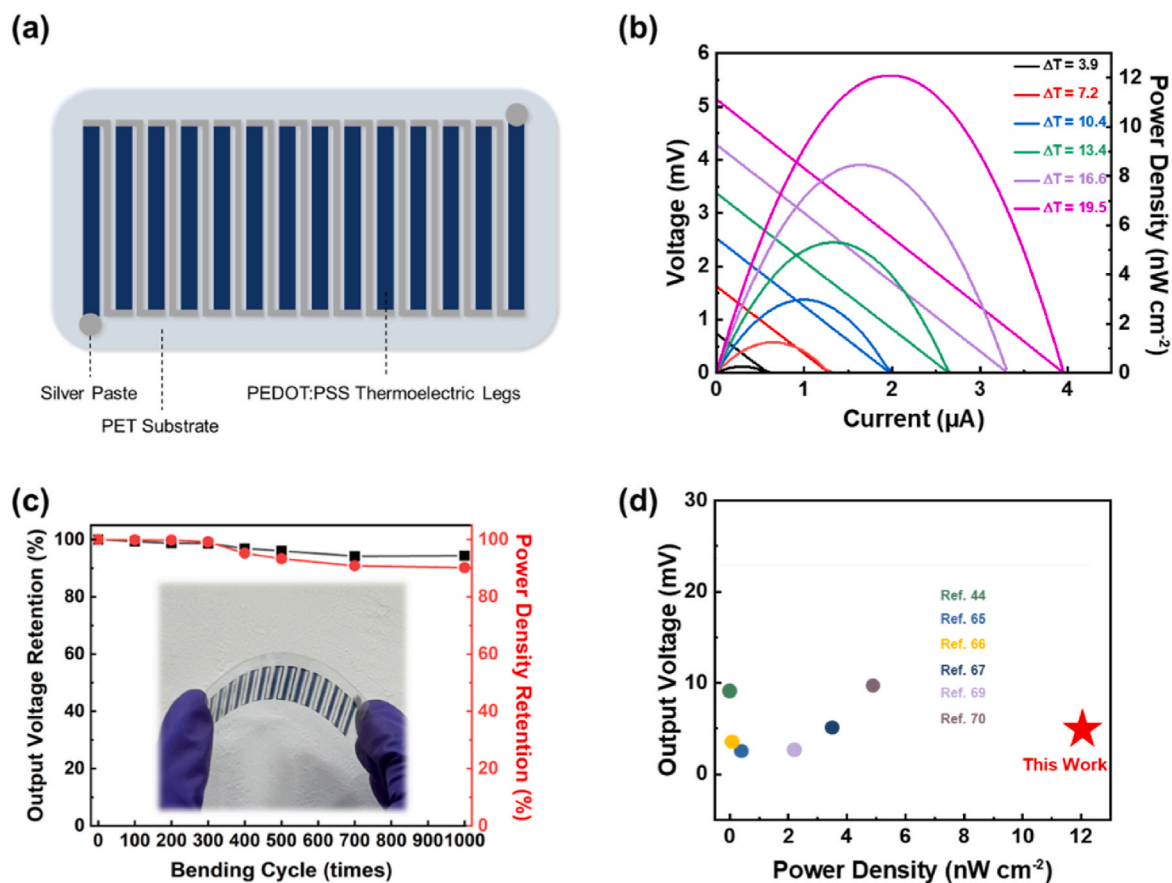 (a)
Silver Paste
PET Substrate
PEDOT:PSS Thermoelectric Legs
(b)
Voltage (mV)
6
5
4
3
2
1
0
0
1
2
3
4
Current (µA)
12
10
8
6
4
2
0
Power Density (nW cm⁻²)
ΔT = 3.9
ΔT = 7.2
ΔT = 10.4
ΔT = 13.4
ΔT = 16.6
ΔT = 19.5
(c)
Output Voltage Retention (%)
100
80
60
40
20
0
0 100 200 300 400 500 600 700 800 9001000
Bending Cycle (times)
100
80
60
40
20
0
Power Density Retention (%)
(d)
Output Voltage (mV)
30
20
10
0
0
2
4
6
8
10
12
Power Density (nW cm⁻²)
Ref. 44
Ref. 65
Ref. 66
Ref. 67
Ref. 69
Ref. 70
This Work